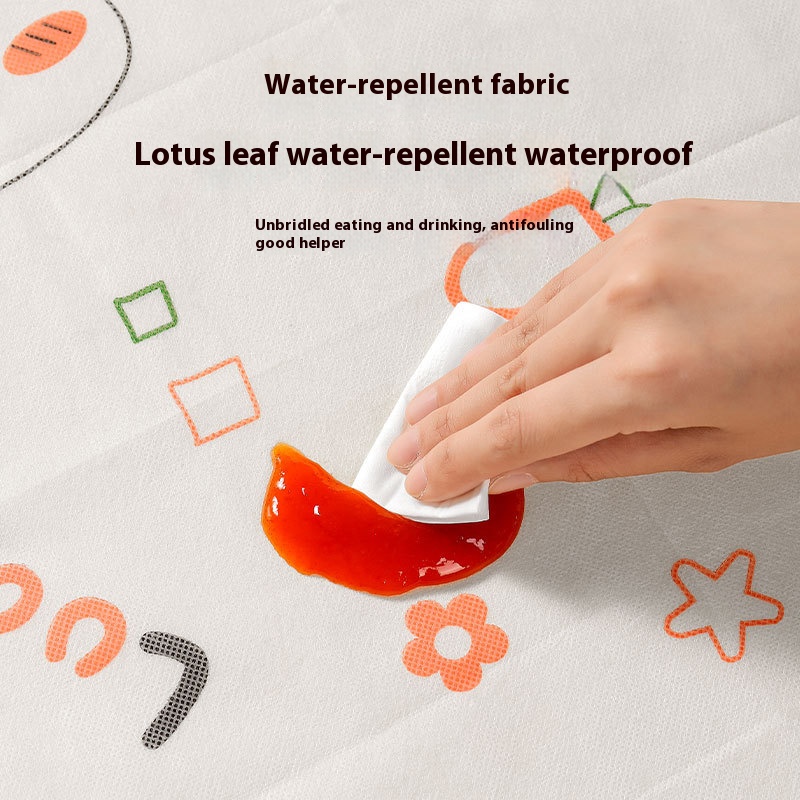 Water-repellent fabric
Lotus leaf water-repellent waterproof
Unbridled eating and drinking, antifouling
good helper